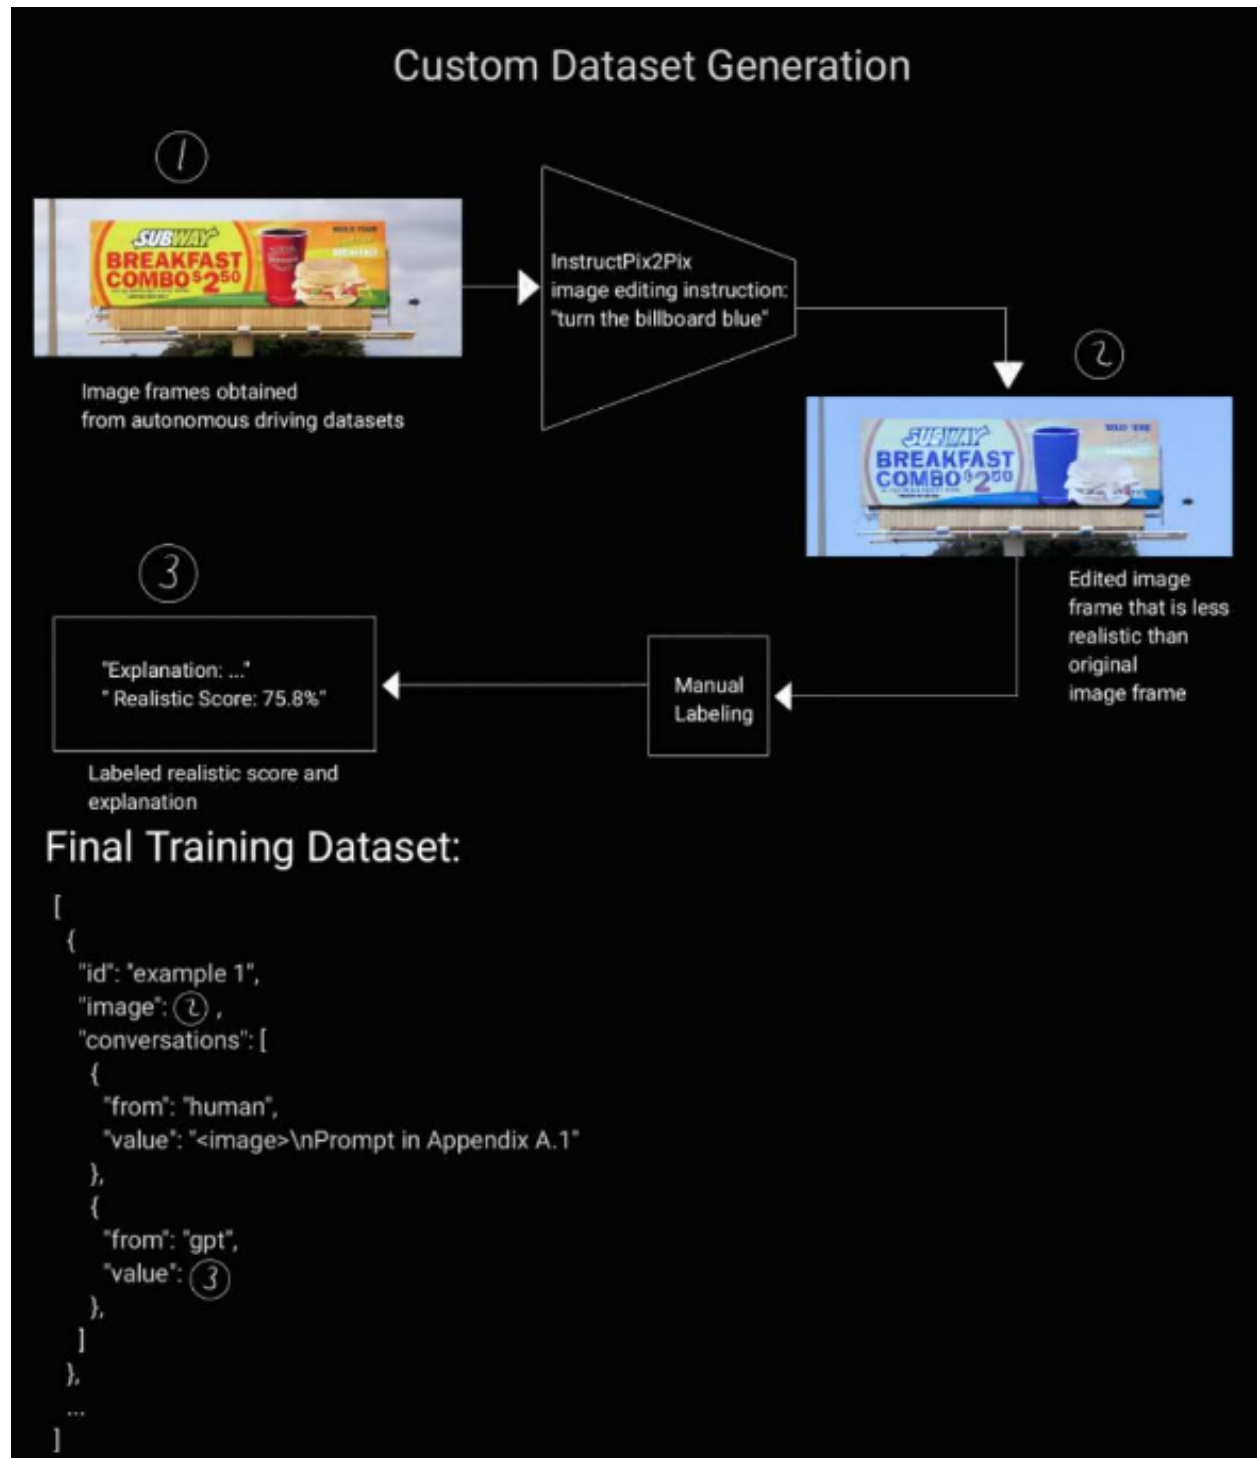 Custom Dataset Generation
1
SUBWAY
BREAKFAST
COMBO $2.50
BUILD YOUR
Image frames obtained
from autonomous driving datasets
InstructPix2Pix
image editing instruction:
"turn the billboard blue"
2
SUBWAY
BREAKFAST
COMBO $2.50
Edited image
frame that is less
realistic than
original
image frame
Manual
Labeling
3
"Explanation: ..."
" Realistic Score: 75.8%"
Labeled realistic score and
explanation
Final Training Dataset:
[
{
"id": "example 1",
"image": 2 ,
"conversations": [
{
"from": "human",
"value": "<image>\nPrompt in Appendix A.1"
},
{
"from": "gpt",
"value": 3
},
]
},
...
]